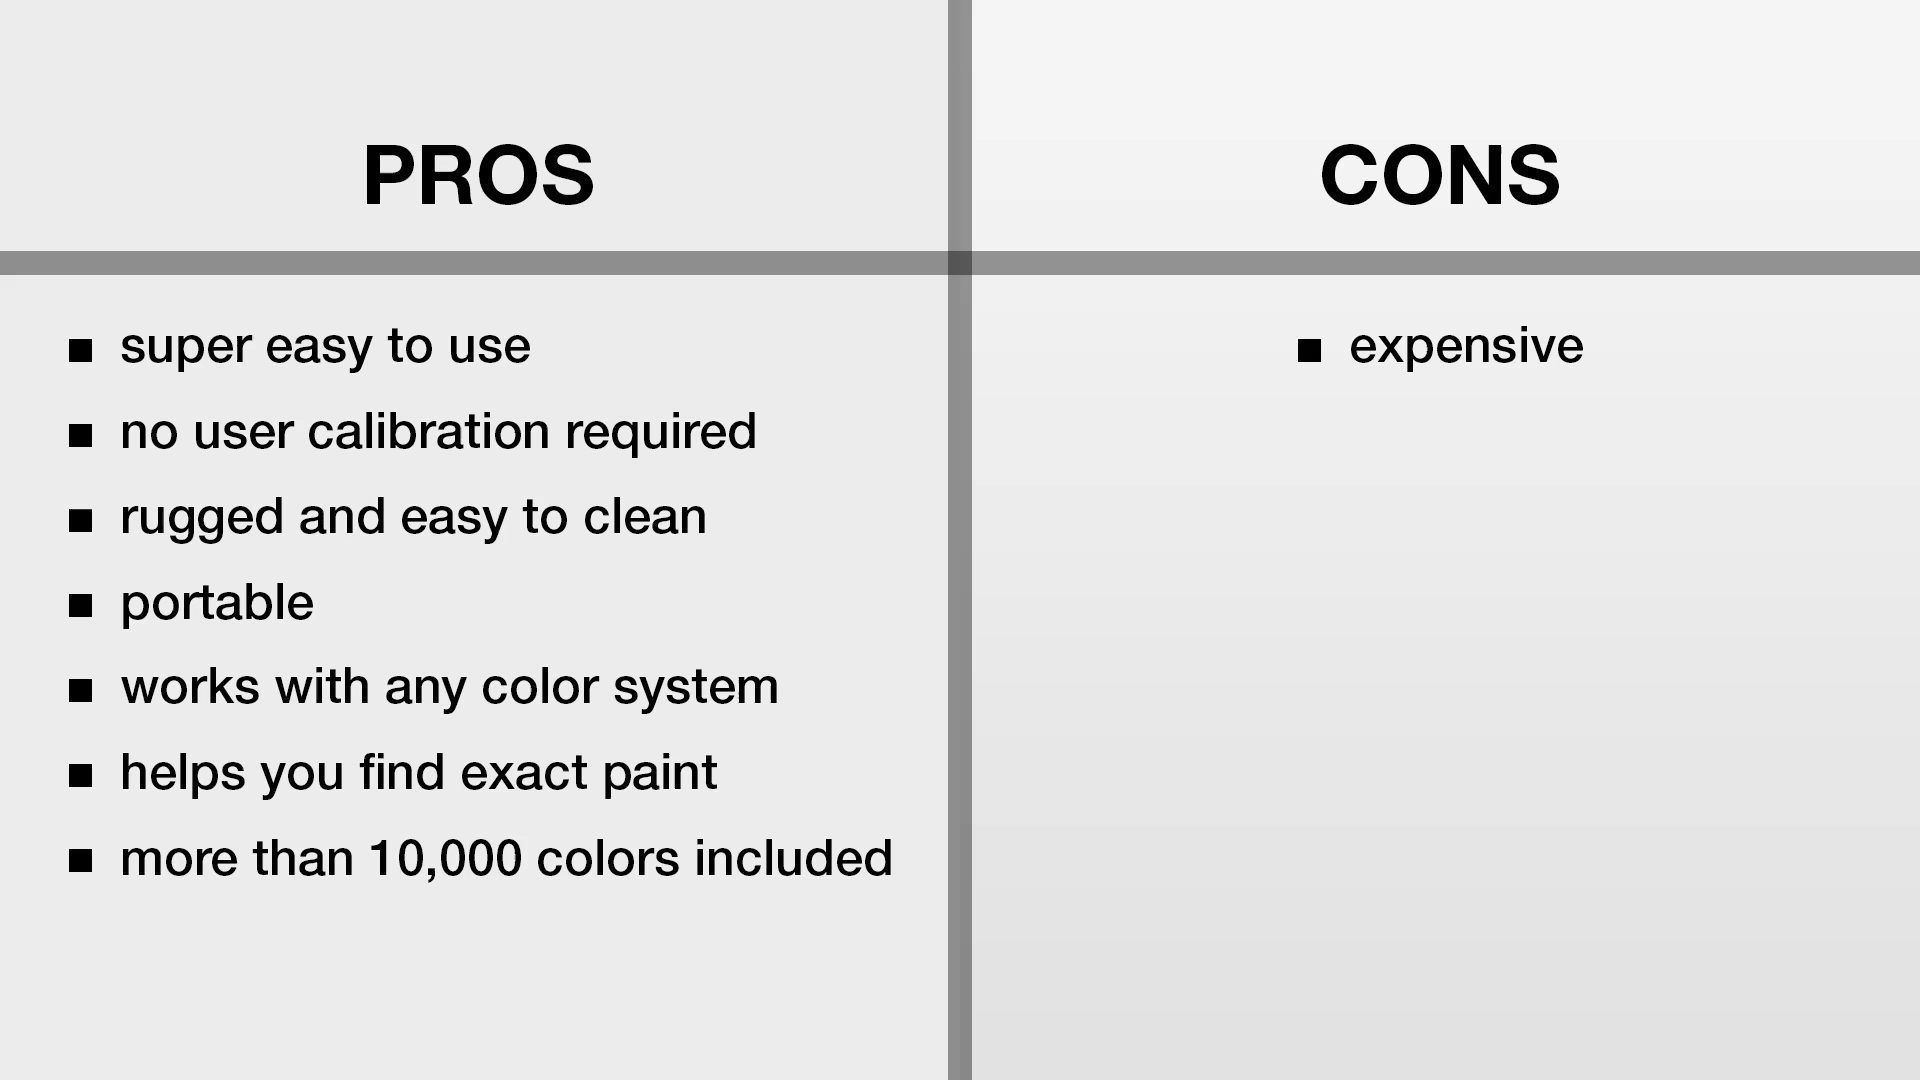 PROS
■ super easy to use
■ no user calibration required
■ rugged and easy to clean
■ portable
■ works with any color system
■ helps you find exact paint
■ more than 10,000 colors included
CONS
■ expensive